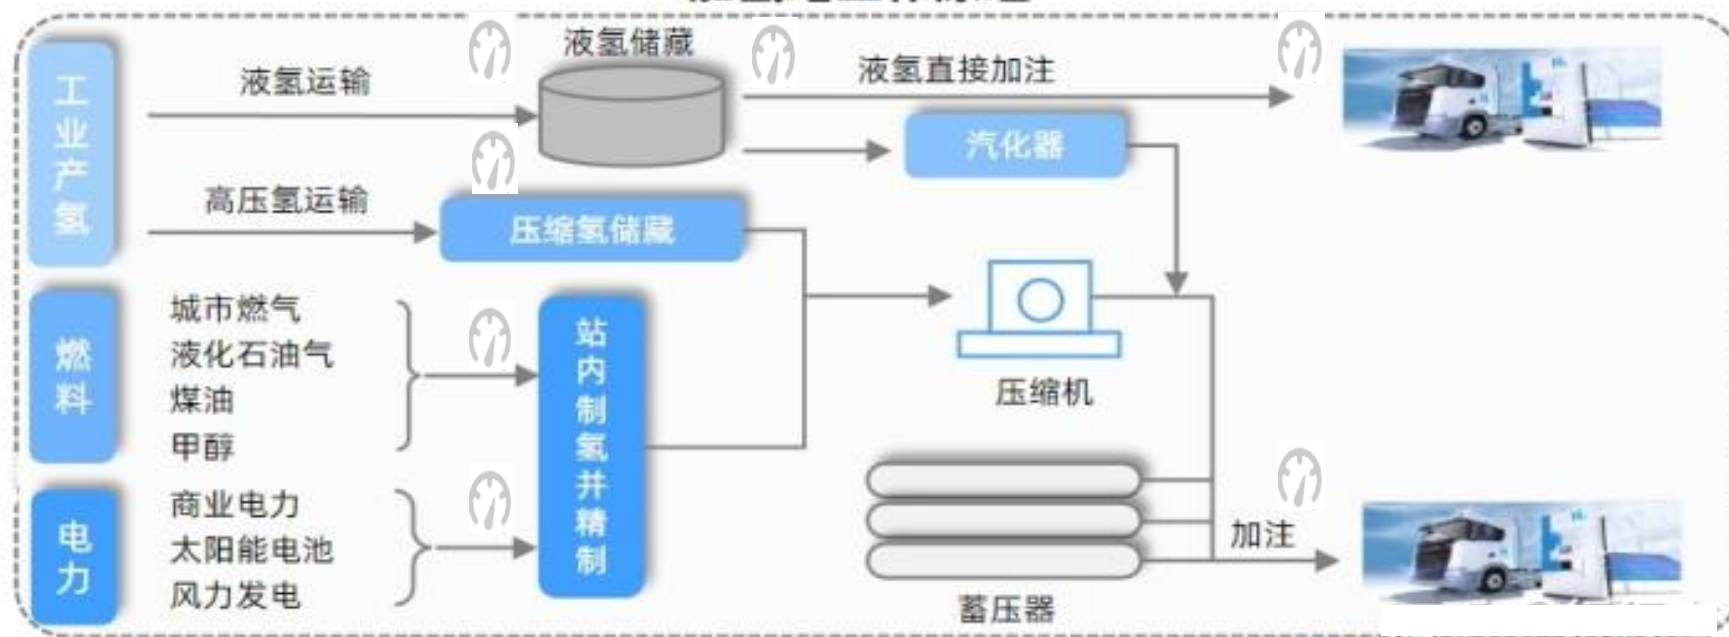 液氢储藏
液氢运输
液氢直接加注
工业产氢
汽化器
高压氢运输
压缩氢储藏
城市燃气
液化石油气
煤油
甲醇
燃料
站内制氢并精制
压缩机
商业电力
太阳能电池
风力发电
电力
加注
蓄压器